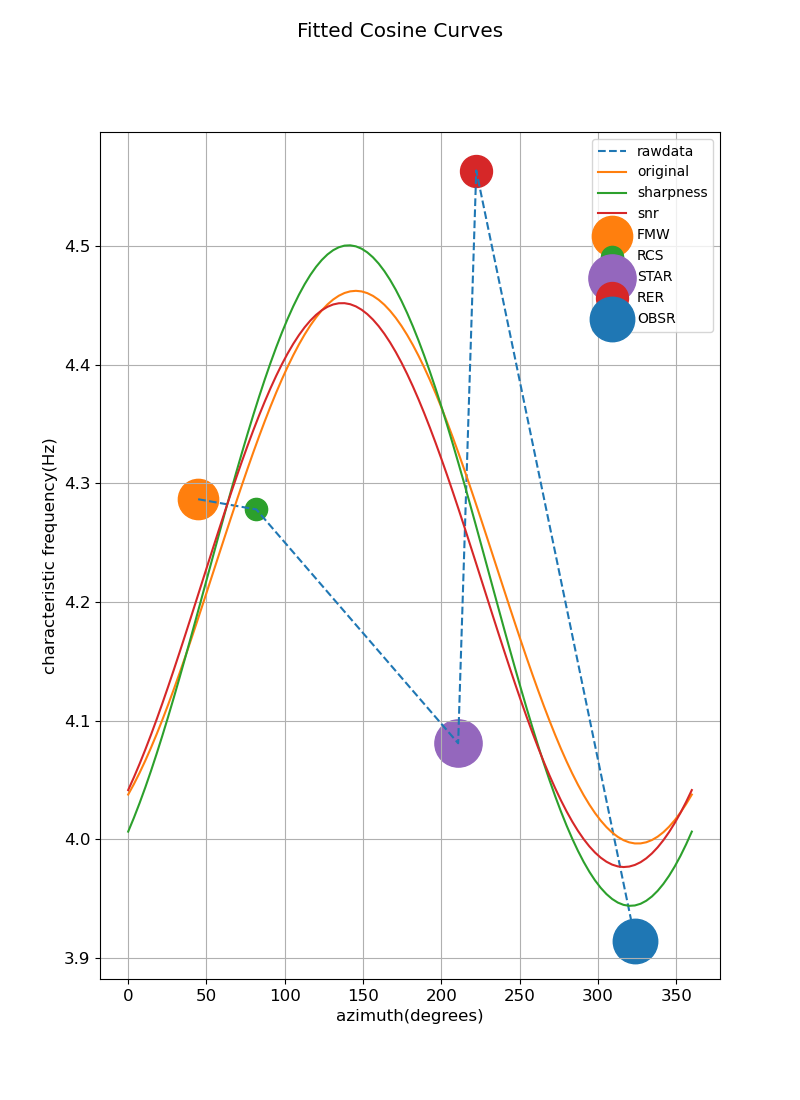 Fitted Cosine Curves
rawdata
original
sharpness
snr
FMW
RCS
STAR
RER
OBSR
4.5
4.4
4.3
4.2
4.1
4.0
3.9
characteristic frequency(Hz)
0 50 100 150 200 250 300 350
azimuth(degrees)